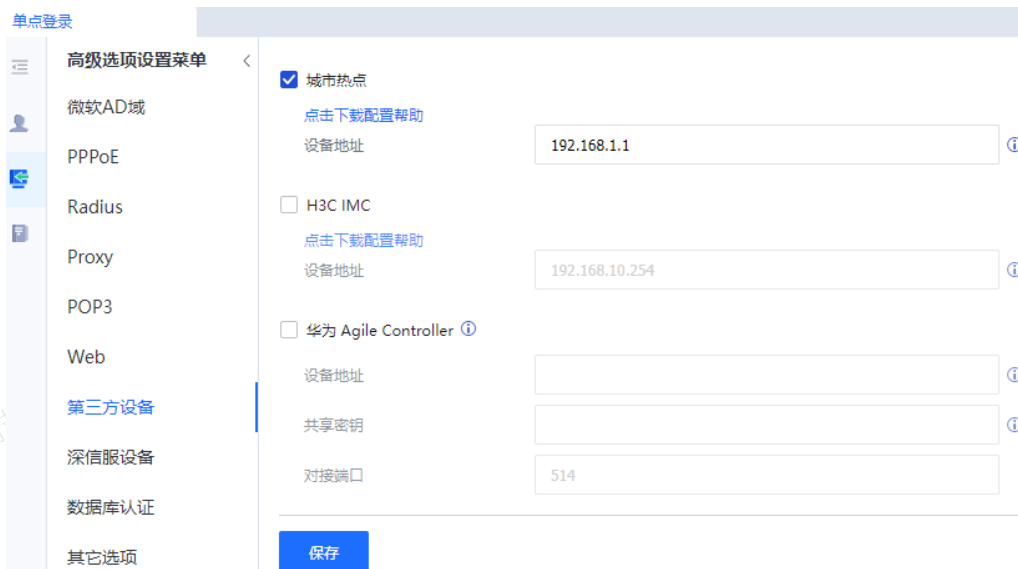 单点登录
高级选项设置菜单
微软AD域
PPPoE
Radius
Proxy
POP3
Web
第三方设备
深信服设备
数据库认证
其它选项
城市热点
点击下载配置帮助
设备地址 192.168.1.1
H3C IMC
点击下载配置帮助
设备地址 192.168.10.254
华为 Agile Controller
设备地址
共享密钥
对接端口 514
保存